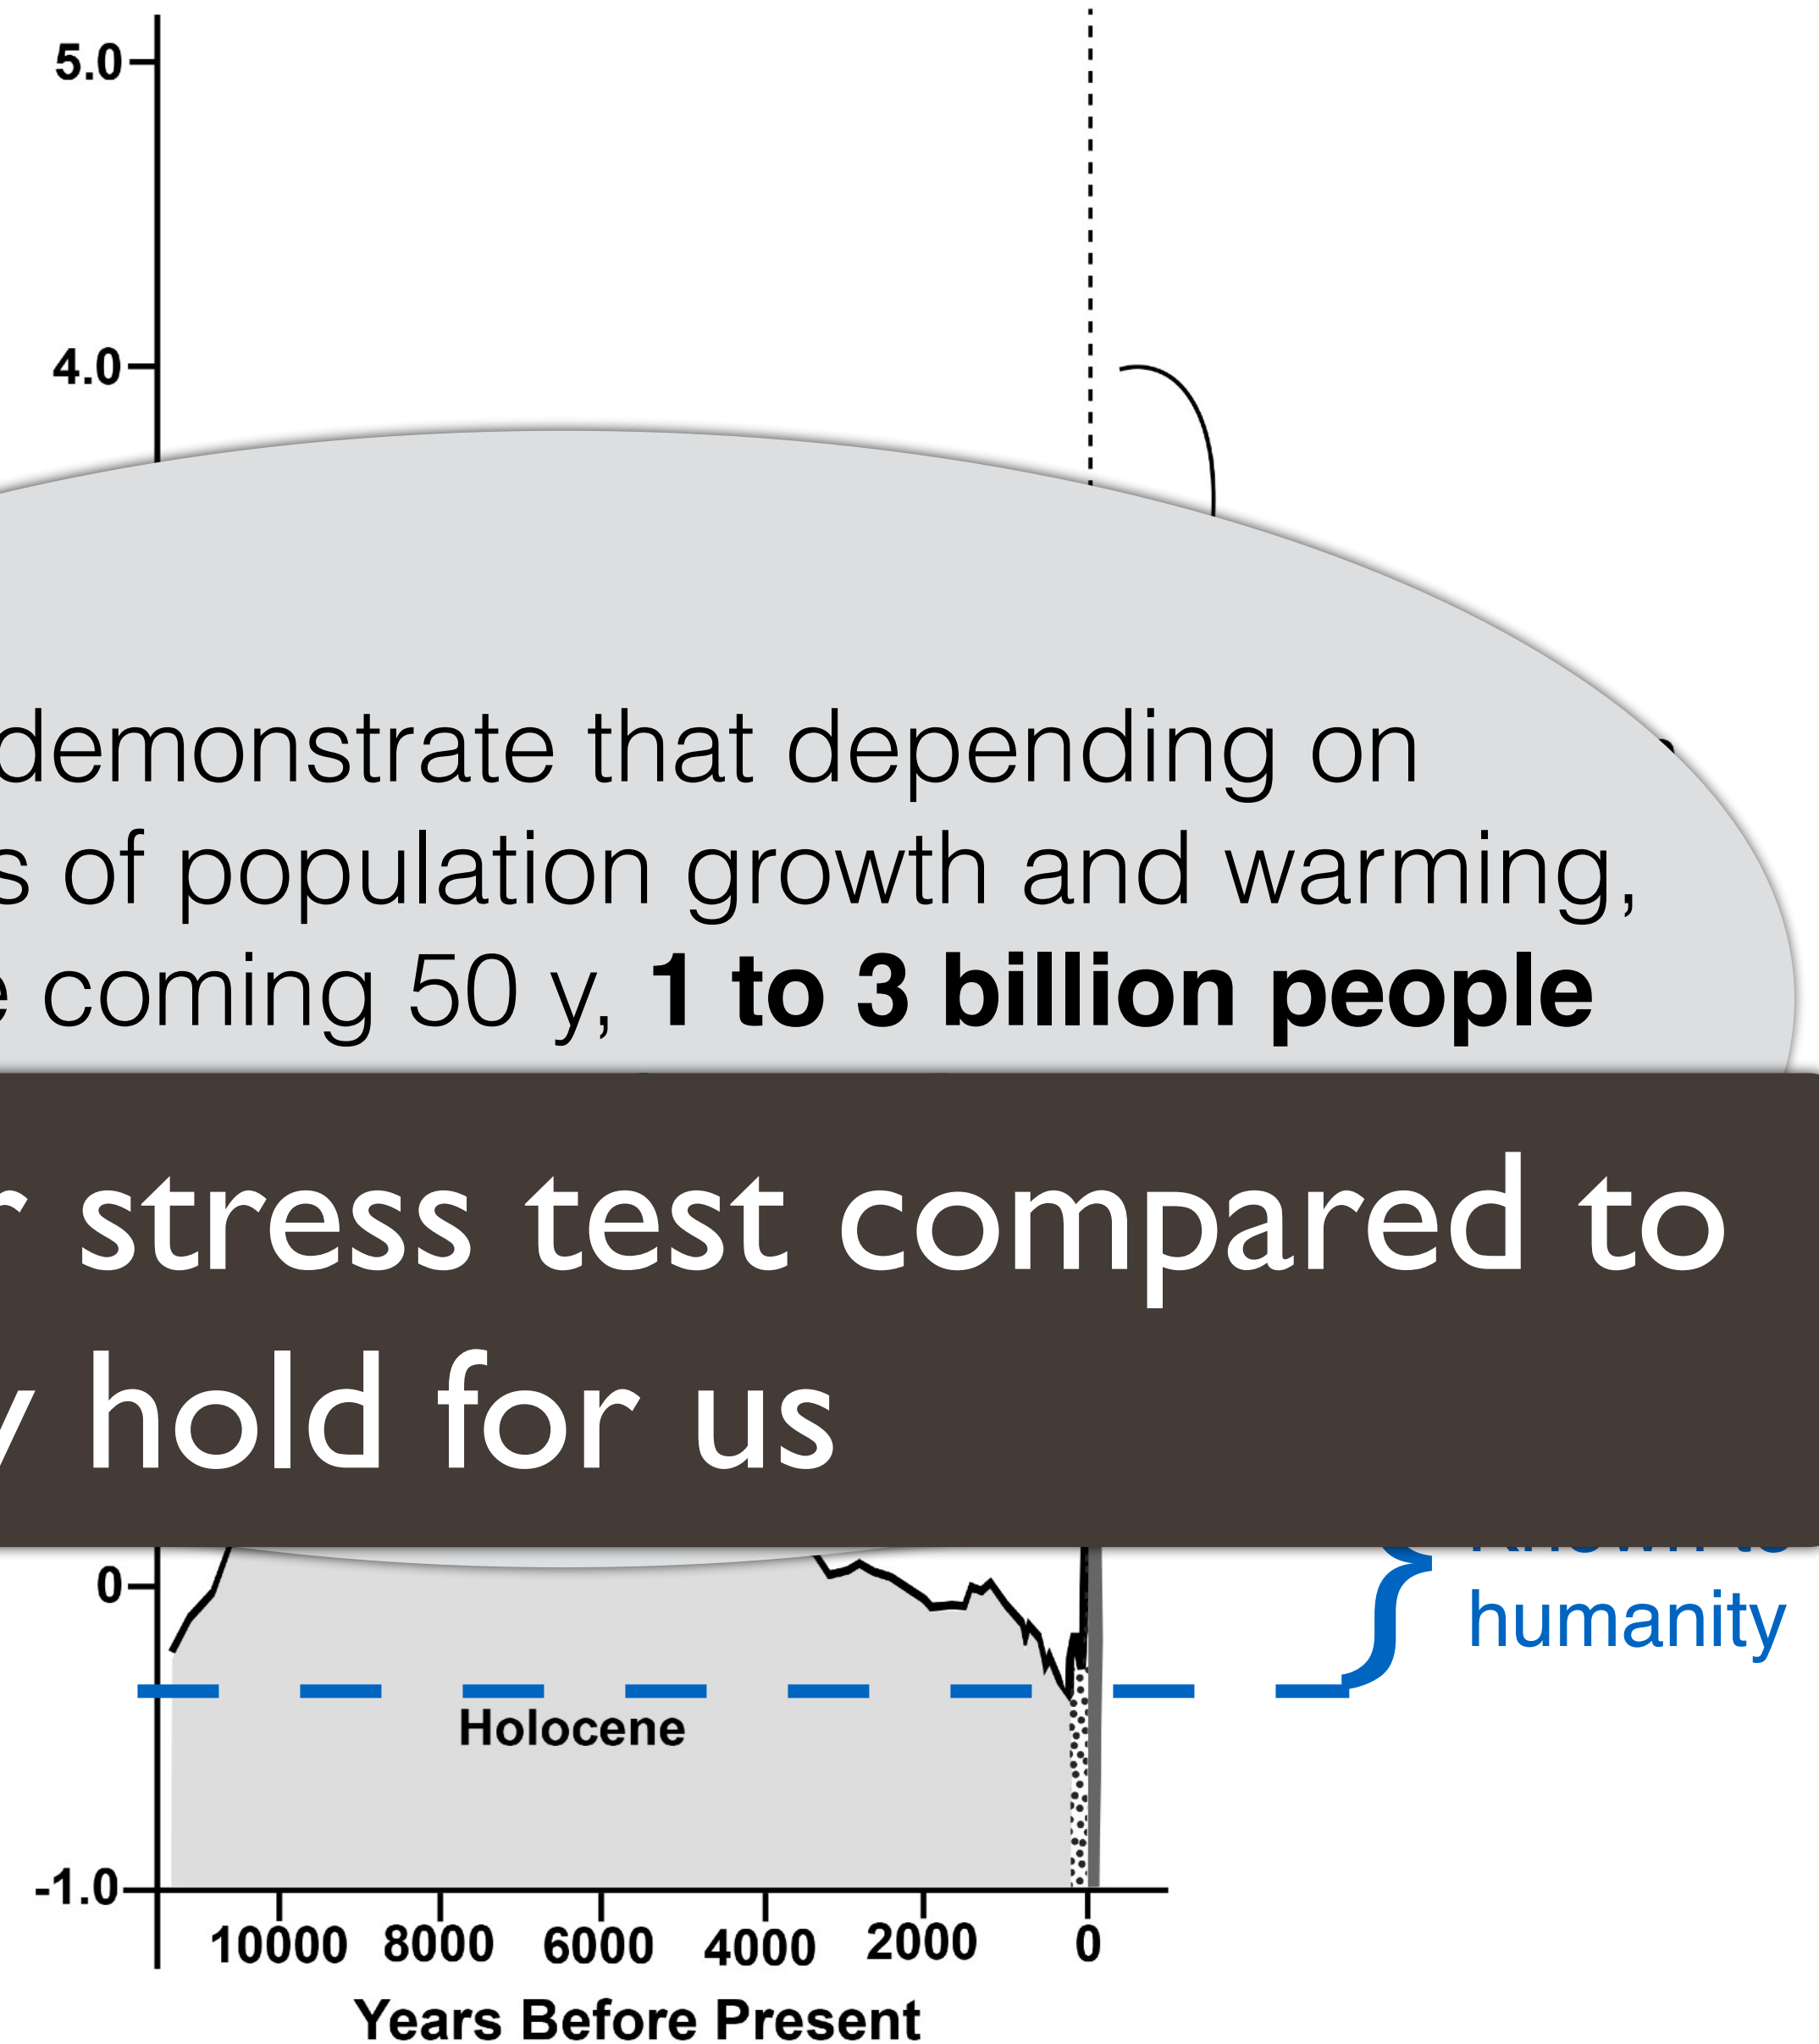 5.0
4.0
demonstrate that depending on
s of population growth and warming,
e coming 50 y, 1 to 3 billion people
r stress test compared to
y hold for us
0
humanity
Holocene
-1.0
10000 8000 6000 4000 2000 0
Years Before Present